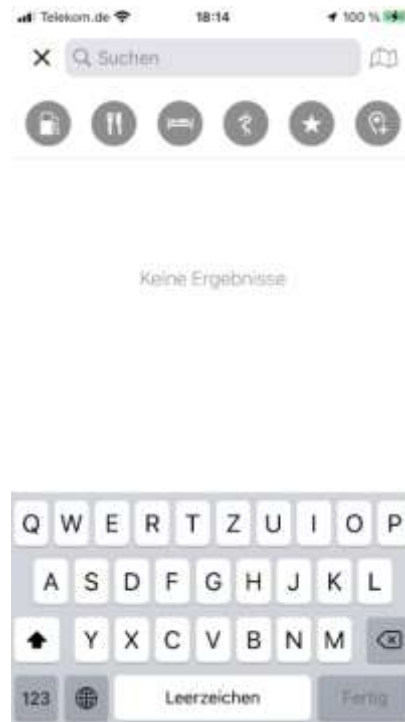 Telekom.de 18:14 100 %
Suchen
Keine Ergebnisse
Q W E R T Z U I O P
A S D F G H J K L
Y X C V B N M
123 Leerzeichen Fertig